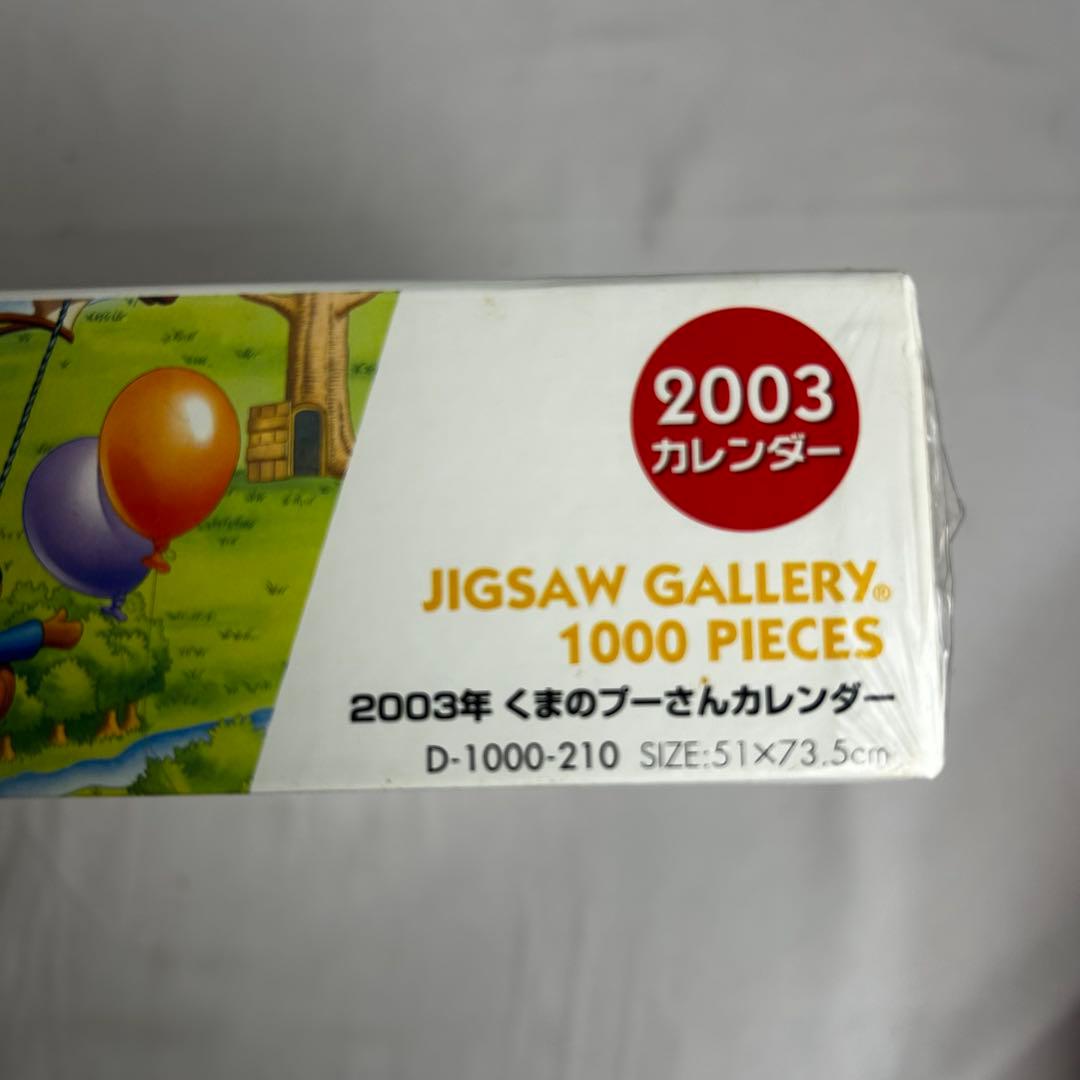 2003
カレンダー
JIGSAW GALLERY®
1000 PIECES
2003年 くまのプーさんカレンダー
D-1000-210 SIZE:51×73.5cm